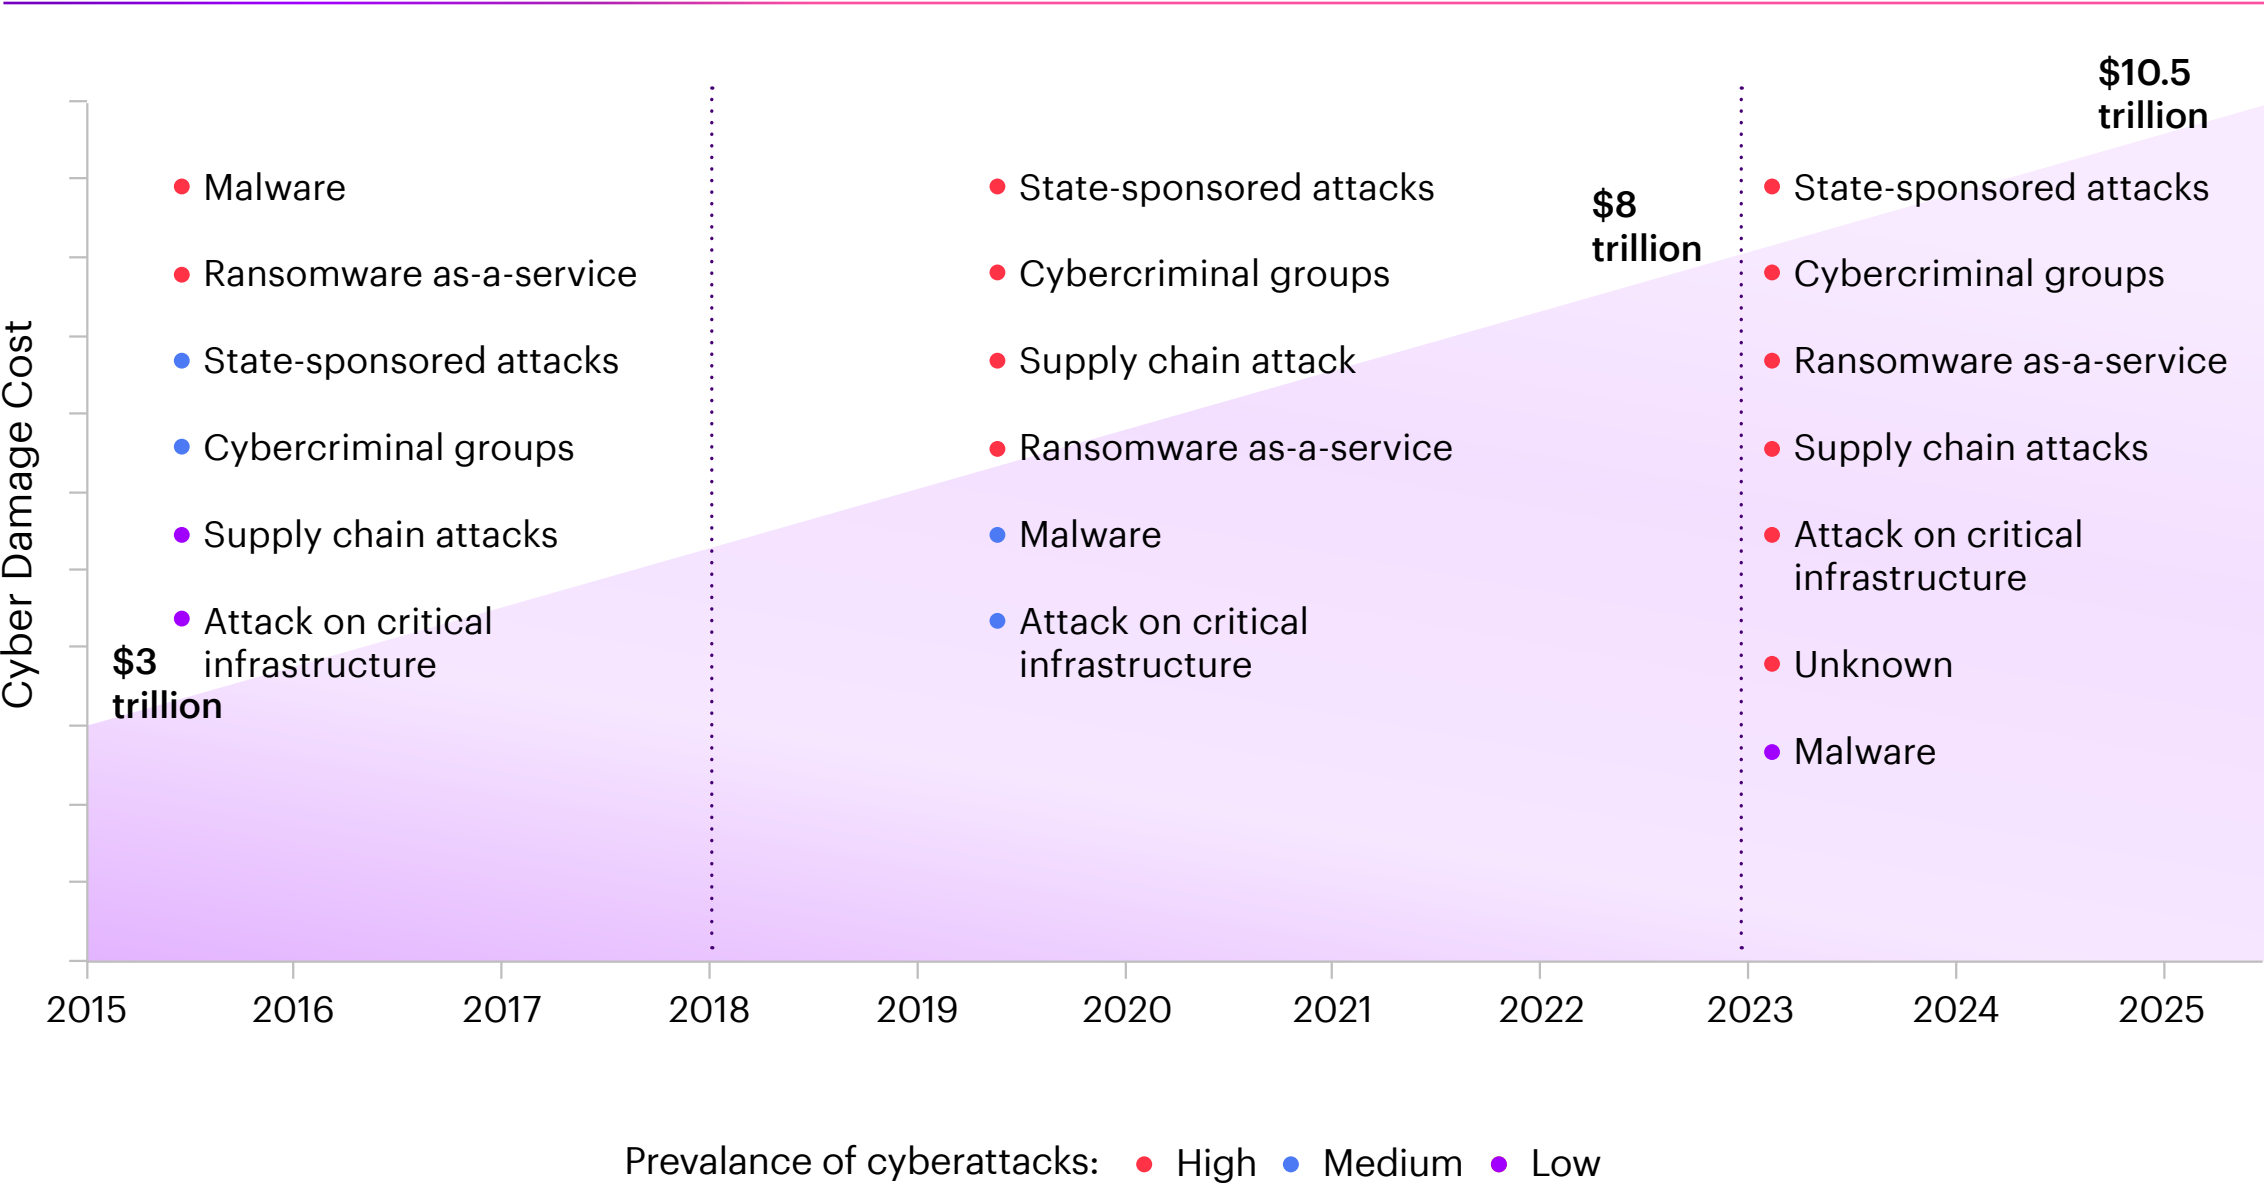 $10.5
trillion
Malware
Ransomware as-a-service
State-sponsored attacks
Cybercriminal groups
Supply chain attacks
Attack on critical
infrastructure
$3
trillion
State-sponsored attacks
Cybercriminal groups
Supply chain attack
Ransomware as-a-service
Malware
Attack on critical
infrastructure
$8
trillion
State-sponsored attacks
Cybercriminal groups
Ransomware as-a-service
Supply chain attacks
Attack on critical
infrastructure
Unknown
Malware
Cyber Damage Cost
2015 2016 2017 2018 2019 2020 2021 2022 2023 2024 2025
Prevalance of cyberattacks: High Medium Low